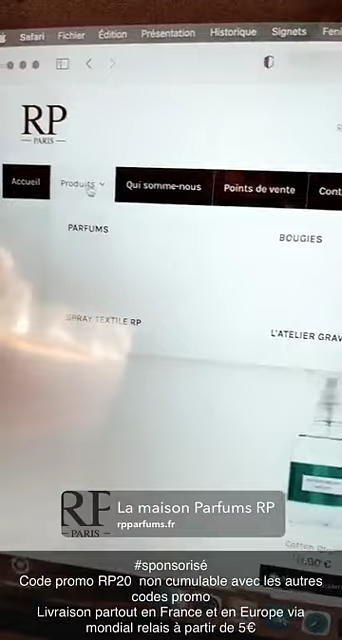 Safari Fichier Édition Présentation Historique Signets
RP
PARIS
Accueil Produits Qui somme-nous Points de vente
PARFUMS
BOUGIES
SPRAY TEXTILE RP
L'ATELIER GRAV
RP
PARIS
La maison Parfums RP
rpparfums.fr
#sponsorisé
Code promo RP20 non cumulable avec les autres
codes promo
Livraison partout en France et en Europe via
mondial relais à partir de 5€